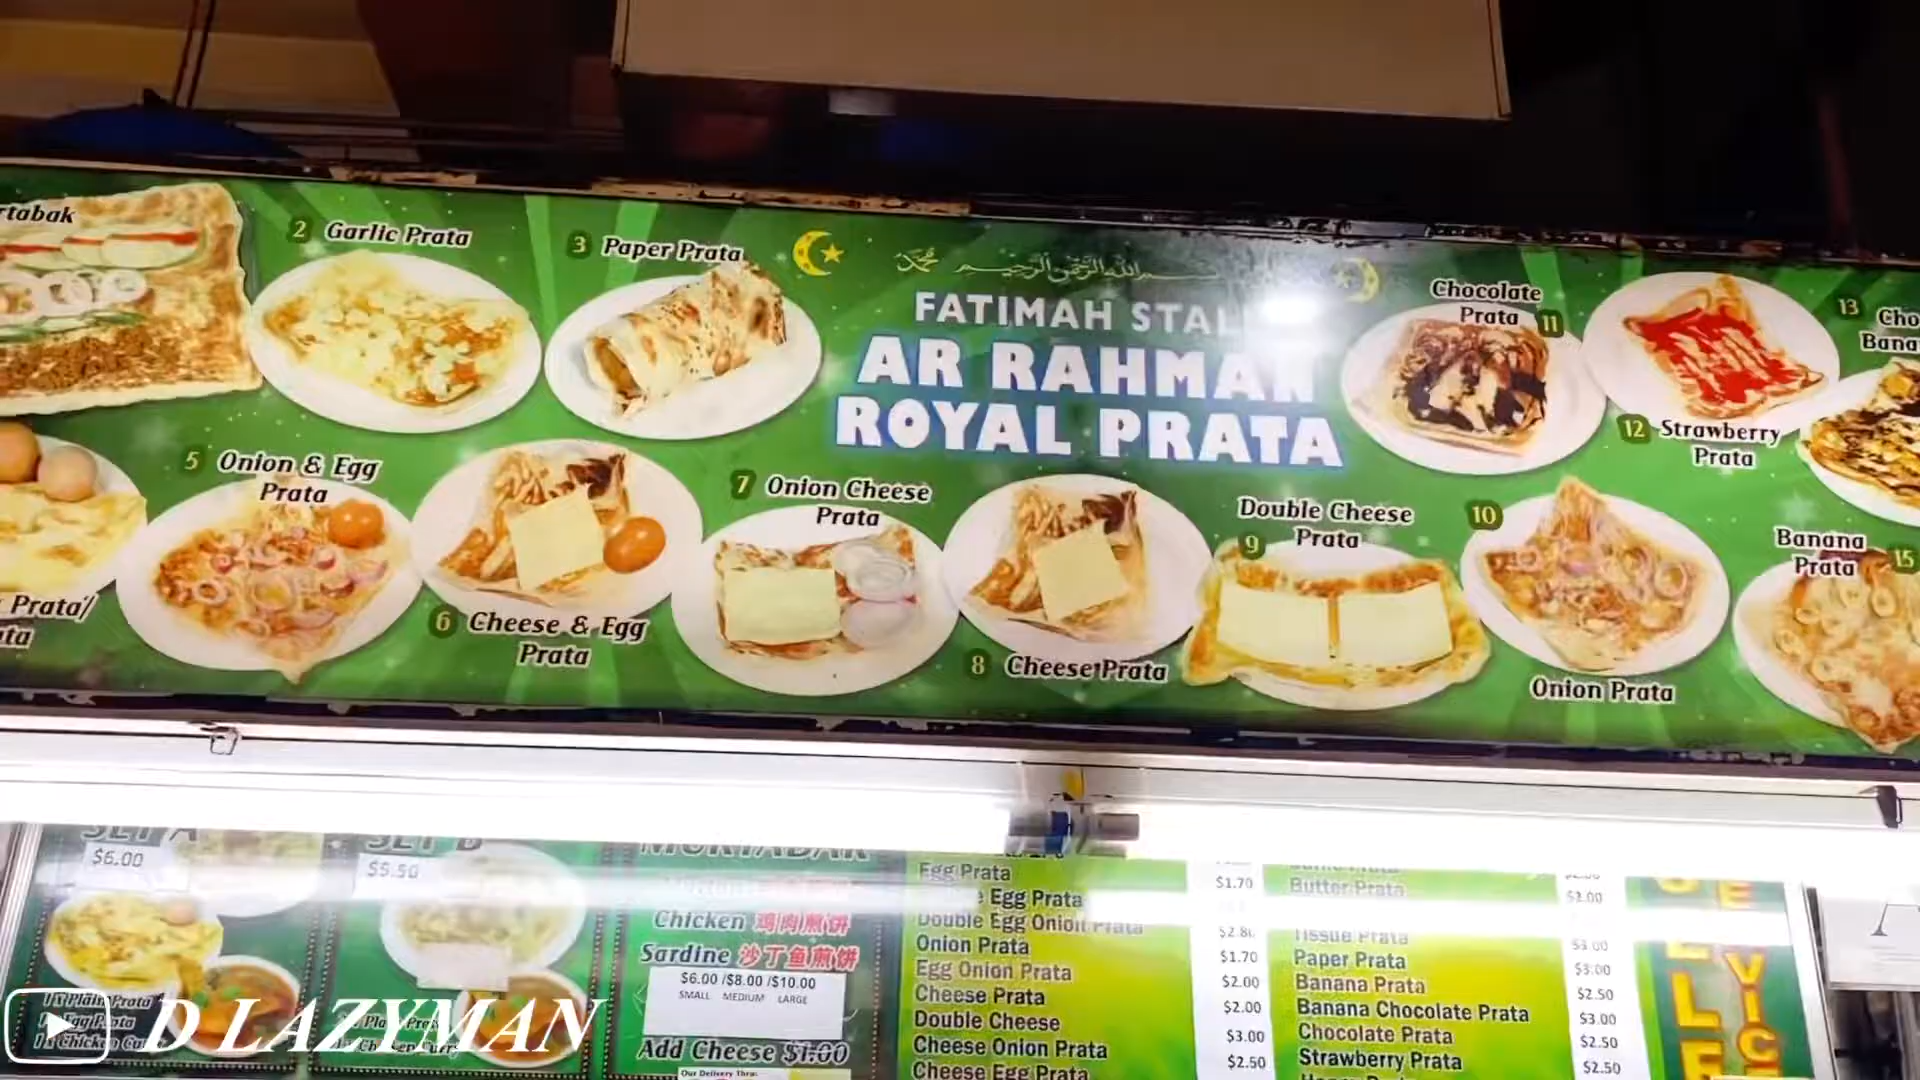 rtabak
2 Garlic Prata
3 Paper Prata
محمد بسم الله الرحمن الرحيم
FATIMAH STAL
AR RAHMAN
ROYAL PRATA
Chocolate
Prata 11
12 Strawberry
Prata
13 Cho
Bana
Prata/
ta
5 Onion & Egg
Prata
6 Cheese & Egg
Prata
7 Onion Cheese
Prata
8 Cheese Prata
Double Cheese
9 Prata
10
Onion Prata
Banana
Prata 15
SET A
$6.00
1 x Plain Prata
Egg Prata
SET B
$5.50
MURTABAK
Chicken 鸡肉煎饼
Sardine 沙丁鱼煎饼
$6.00 /$8.00 /$10.00
SMALL MEDIUM LARGE
Add Cheese $1.00
Our Delivery Thru:
Egg Prata
$1.70
e Egg Prata
Double Egg Onion Prata
$2.80
Onion Prata
$1.70
Egg Onion Prata
$2.00
Cheese Prata
$2.00
Double Cheese
$3.00
Cheese Onion Prata
$2.50
Cheese Egg Prata
Butter Prata
$2.00
Tissue Prata
$3.00
Paper Prata
$3.00
Banana Prata
$2.50
Banana Chocolate Prata
$3.00
Chocolate Prata
$2.50
Strawberry Prata
$2.50
D LAZYMAN